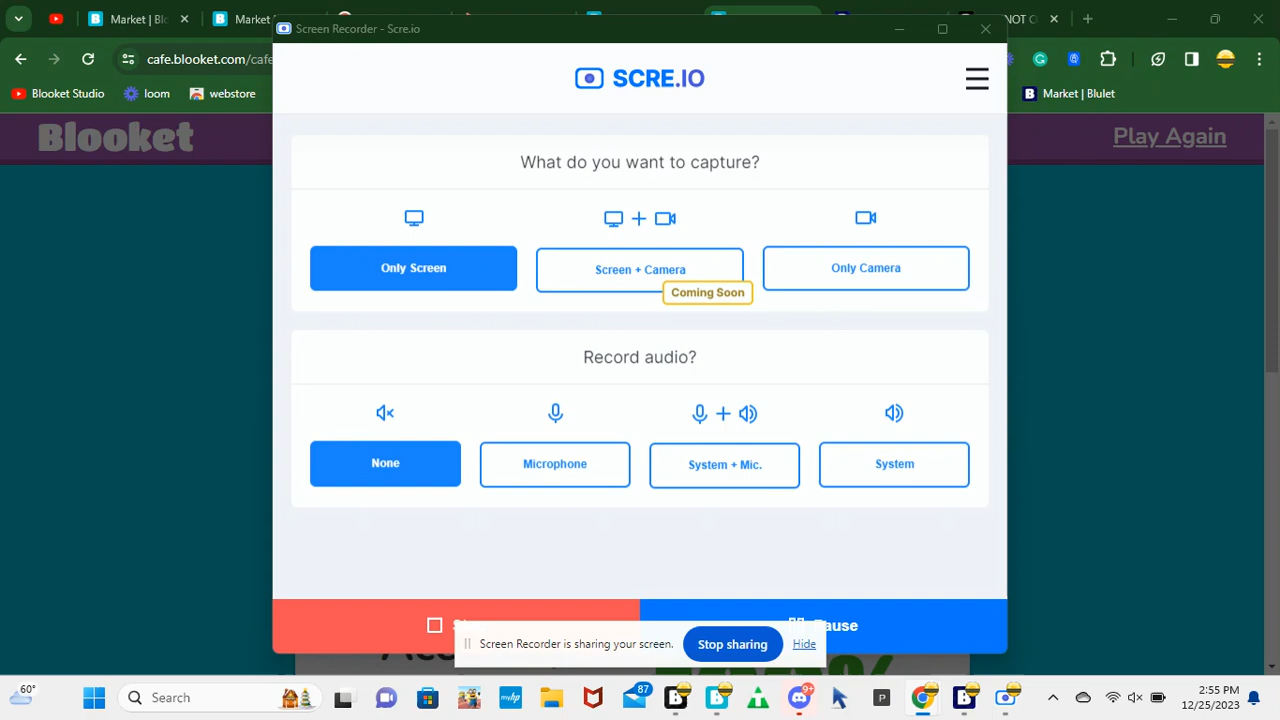 Market | Bl
Market | Bloo
NOT C
Screen Recorder - Scre.io
cafe.blooket.com/cafe
Blooket Studio
loom
webstore
Market | Blulet
SCRE.IO
Blooket
Play Again
What do you want to capture?
Only Screen
Screen + Camera
Only Camera
Coming Soon
Record audio?
None
Microphone
System + Mic.
System
Pause
Screen Recorder is sharing your screen.
Stop sharing
Hide
60°
Search
myhp
87
9+
2:55 PM
12/25/2023